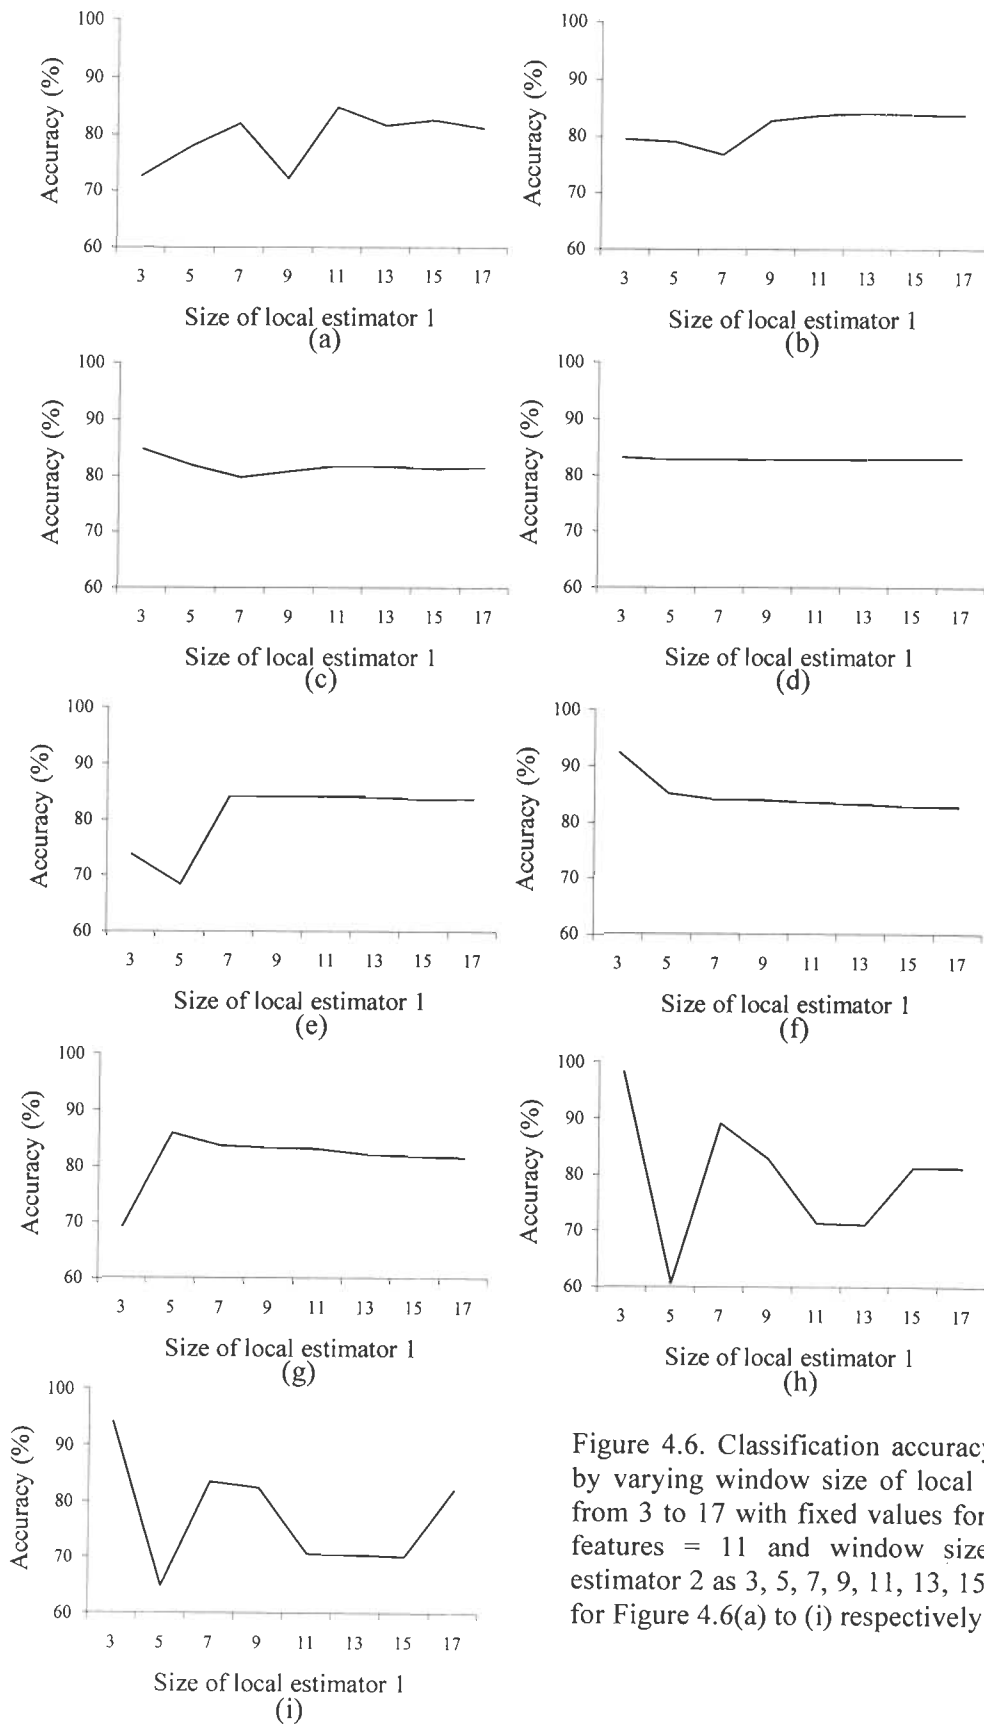 100
90
80
70
60
Accuracy (%)
3 5 7 9 11 13 15 17
Size of local estimator 1
(a)
100
90
80
70
60
Accuracy (%)
3 5 7 9 11 13 15 17
Size of local estimator 1
(b)
100
90
80
70
60
Accuracy (%)
3 5 7 9 11 13 15 17
Size of local estimator 1
(c)
100
90
80
70
60
Accuracy (%)
3 5 7 9 11 13 15 17
Size of local estimator 1
(d)
100
90
80
70
60
Accuracy (%)
3 5 7 9 11 13 15 17
Size of local estimator 1
(e)
100
90
80
70
60
Accuracy (%)
3 5 7 9 11 13 15 17
Size of local estimator 1
(f)
100
90
80
70
60
Accuracy (%)
3 5 7 9 11 13 15 17
Size of local estimator 1
(g)
100
90
80
70
60
Accuracy (%)
3 5 7 9 11 13 15 17
Size of local estimator 1
(h)
100
90
80
70
60
Accuracy (%)
3 5 7 9 11 13 15 17
Size of local estimator 1
(i)
Figure 4.6. Classification accuracy
by varying window size of local
from 3 to 17 with fixed values for
features = 11 and window size
estimator 2 as 3, 5, 7, 9, 11, 13, 15
for Figure 4.6(a) to (i) respectively